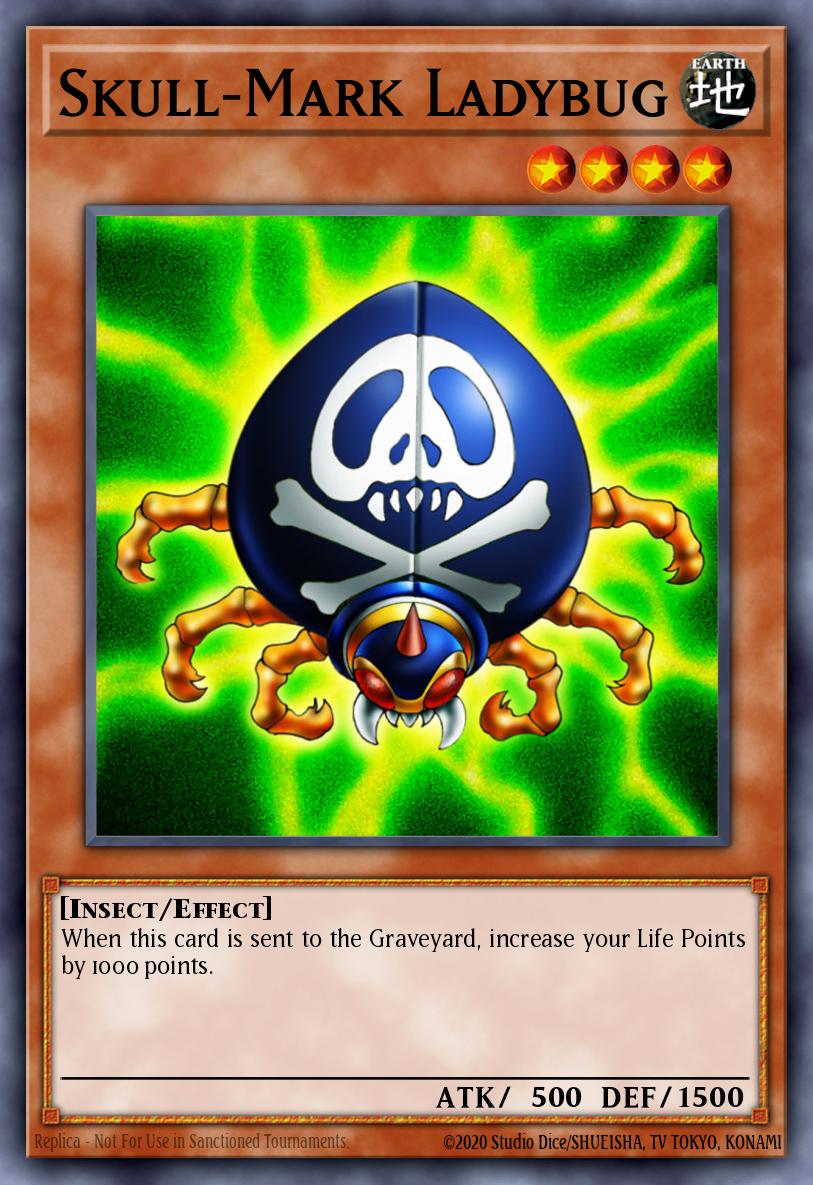 Skull-Mark Ladybug
EARTH
地
[Insect/Effect]
When this card is sent to the Graveyard, increase your Life Points
by 1000 points.
ATK/ 500 DEF/1500
Replica - Not For Use in Sanctioned Tournaments.
©2020 Studio Dice/SHUEISHA, TV TOKYO, KONAMI